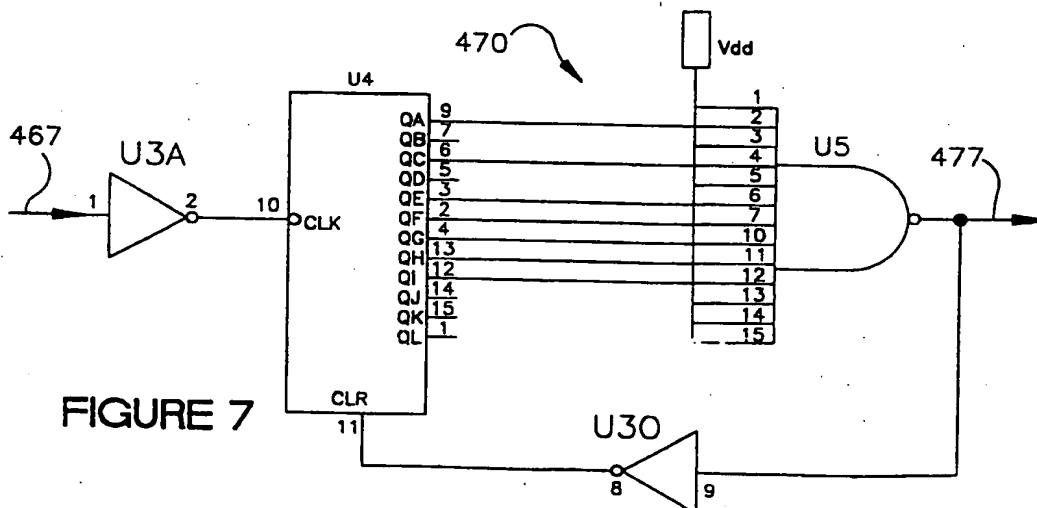 470
Vdd
U4
467
U3A
1
2
10
CLK
QA 9
QB 7
QC 6
QD 5
QE 3
QF 2
QG 4
QH 13
QI 12
QJ 14
QK 15
QL 1
CLR
11
1
2
3
4
5
6
7
10
11
12
13
14
15
U5
477
FIGURE 7
U30
8
9